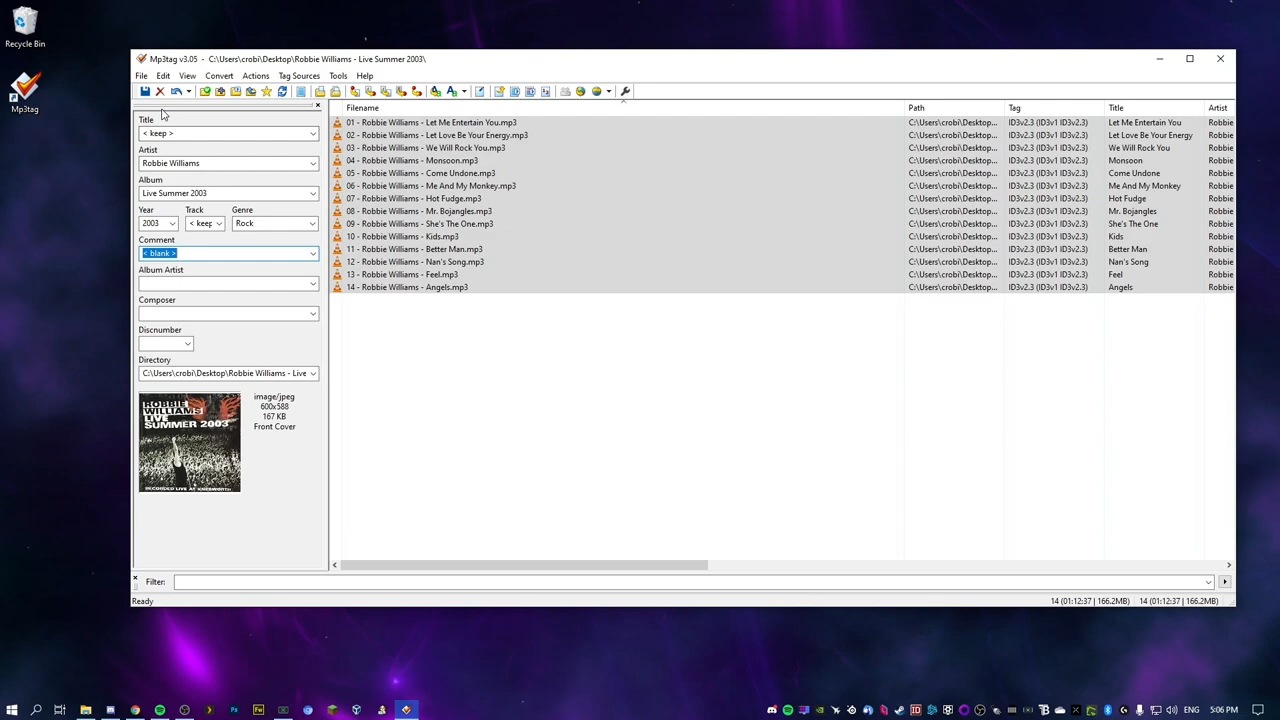 Recycle Bin
Mp3tag
Mp3tag v3.05 - C:\Users\crobi\Desktop\Robbie Williams - Live Summer 2003\
File Edit View Convert Actions Tag Sources Tools Help
Title
< keep >
Artist
Robbie Williams
Album
Live Summer 2003
Year Track Genre
2003 < keep Rock
Comment
< blank >
Album Artist
Composer
Discnumber
Directory
C:\Users\crobi\Desktop\Robbie Williams - Live
image/jpeg
600x588
167 KB
Front Cover
ROBBIE
WILLIAMS
LIVE
SUMMER 2003
RECORDED LIVE AT KNEBWORTH
Filename Path Tag Title Artist
01 - Robbie Williams - Let Me Entertain You.mp3 C:\Users\crobi\Desktop... ID3v2.3 (ID3v1 ID3v2.3) Let Me Entertain You Robbie
02 - Robbie Williams - Let Love Be Your Energy.mp3 C:\Users\crobi\Desktop... ID3v2.3 (ID3v1 ID3v2.3) Let Love Be Your Energy Robbie
03 - Robbie Williams - We Will Rock You.mp3 C:\Users\crobi\Desktop... ID3v2.3 (ID3v1 ID3v2.3) We Will Rock You Robbie
04 - Robbie Williams - Monsoon.mp3 C:\Users\crobi\Desktop... ID3v2.3 (ID3v1 ID3v2.3) Monsoon Robbie
05 - Robbie Williams - Come Undone.mp3 C:\Users\crobi\Desktop... ID3v2.3 (ID3v1 ID3v2.3) Come Undone Robbie
06 - Robbie Williams - Me And My Monkey.mp3 C:\Users\crobi\Desktop... ID3v2.3 (ID3v1 ID3v2.3) Me And My Monkey Robbie
07 - Robbie Williams - Hot Fudge.mp3 C:\Users\crobi\Desktop... ID3v2.3 (ID3v1 ID3v2.3) Hot Fudge Robbie
08 - Robbie Williams - Mr. Bojangles.mp3 C:\Users\crobi\Desktop... ID3v2.3 (ID3v1 ID3v2.3) Mr. Bojangles Robbie
09 - Robbie Williams - She's The One.mp3 C:\Users\crobi\Desktop... ID3v2.3 (ID3v1 ID3v2.3) She's The One Robbie
10 - Robbie Williams - Kids.mp3 C:\Users\crobi\Desktop... ID3v2.3 (ID3v1 ID3v2.3) Kids Robbie
11 - Robbie Williams - Better Man.mp3 C:\Users\crobi\Desktop... ID3v2.3 (ID3v1 ID3v2.3) Better Man Robbie
12 - Robbie Williams - Nan's Song.mp3 C:\Users\crobi\Desktop... ID3v2.3 (ID3v1 ID3v2.3) Nan's Song Robbie
13 - Robbie Williams - Feel.mp3 C:\Users\crobi\Desktop... ID3v2.3 (ID3v1 ID3v2.3) Feel Robbie
14 - Robbie Williams - Angels.mp3 C:\Users\crobi\Desktop... ID3v2.3 (ID3v1 ID3v2.3) Angels Robbie
Filter:
Ready 14 (01:12:37 | 166.2MB) 14 (01:12:37 | 166.2MB)
Ps Fw ENG 5:06 PM